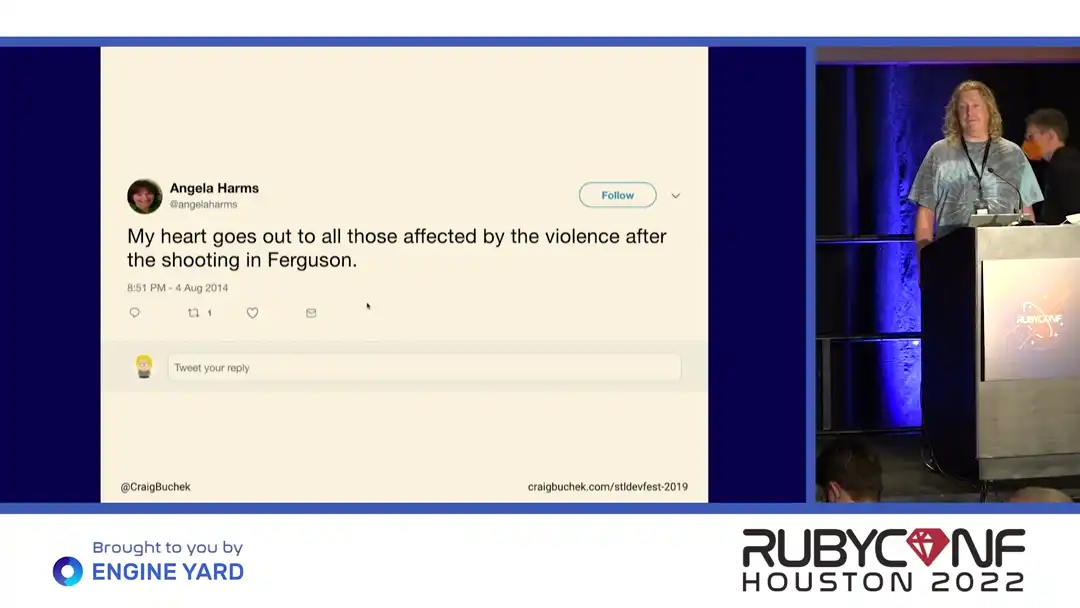 Angela Harms
@angelaharms
Follow
My heart goes out to all those affected by the violence after
the shooting in Ferguson.
8:51 PM - 4 Aug 2014
1
Tweet your reply
@CraigBuchek
craigbuchek.com/stldevfest-2019
RUBYCONF
Brought to you by
ENGINE YARD
RUBYCONF
HOUSTON 2022